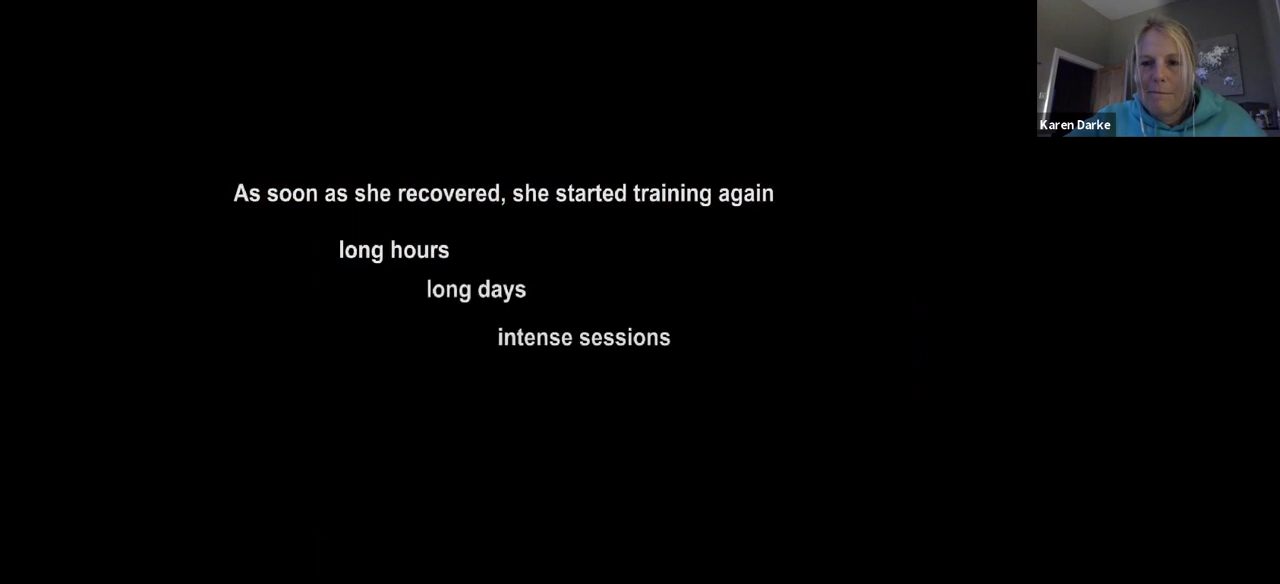 Karen Darke
As soon as she recovered, she started training again
long hours
long days
intense sessions